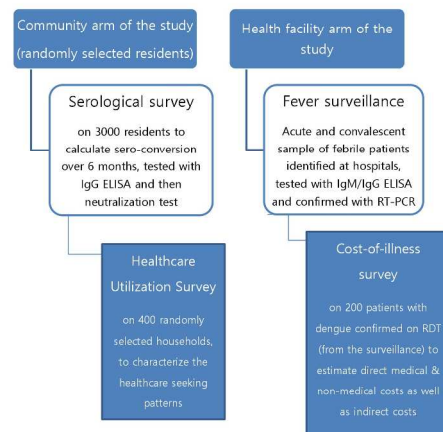 Community arm of the study
(randomly selected residents)
Serological survey
on 3000 residents to
calculate sero-conversion
over 6 months, tested with
IgG ELISA and then
neutralization test
Healthcare
Utilization Survey
on 400 randomly
selected households,
to characterize the
healthcare seeking
patterns
Health facility arm of the
study
Fever surveillance
Acute and convalescent
sample of febrile patients
identified at hospitals,
tested with IgM/IgG ELISA
and confirmed with RT-PCR
Cost-of-illness
survey
on 200 patients with
dengue confirmed on RDT
(from the surveillance) to
estimate direct medical &
non-medical costs as well
as indirect costs